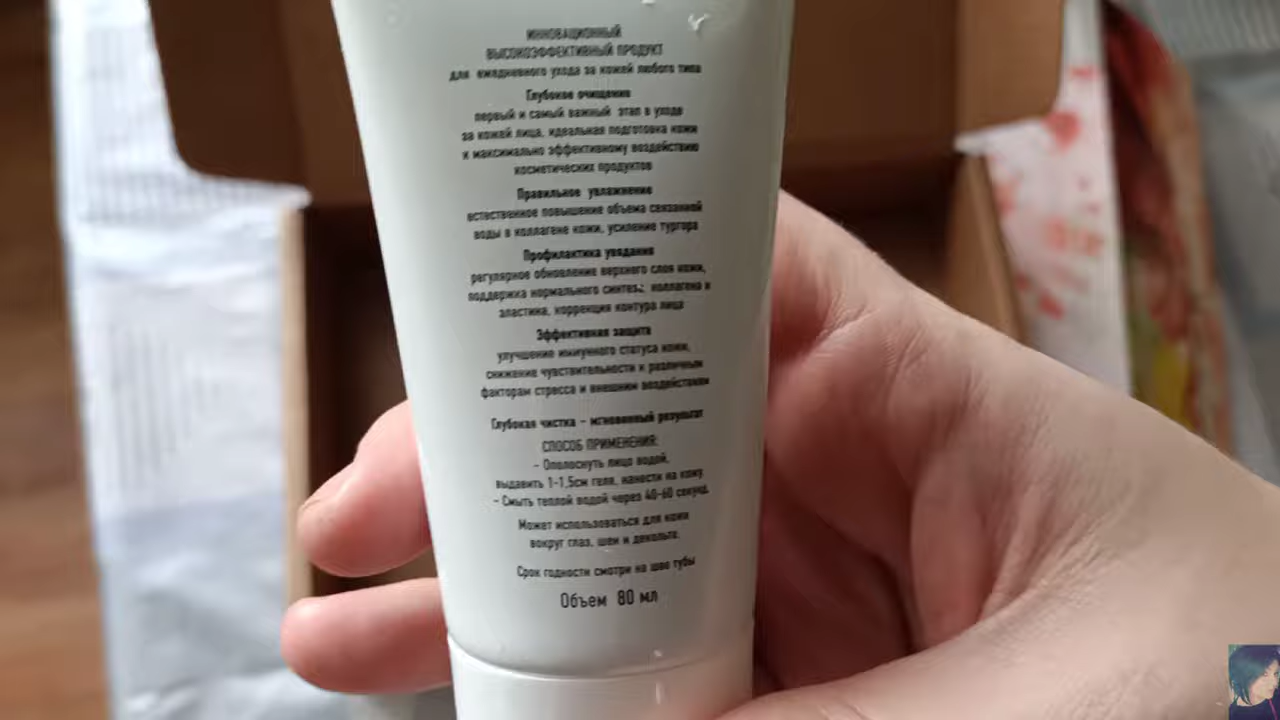 ИННОВАЦИОННЫЙ
ВЫСОКОЭФФЕКТИВНЫЙ ПРОДУКТ
для ежедневного ухода за кожей любого типа
Глубокое очищение
первый и самый важный этап в уходе
за кожей лица, идеальная подготовка кожи
к максимально эффективному воздействию
косметических продуктов
Правильное увлажнение
естественное повышение объема связанной
воды в коллагене кожи, усиление тургора
Профилактика увядания
регулярное обновление верхнего слоя кожи,
поддержка нормального синтеза коллагена и
эластина, коррекция контура лица
Эффективная защита
улучшение иммунного статуса кожи,
снижение чувствительности к различным
факторам стресса и внешним воздействиям
Глубокая чистка - мгновенный результат
СПОСОБ ПРИМЕНЕНИЯ:
- Ополоснуть лицо водой,
выдавить 1-1,5см геля, нанести на кожу
- Смыть теплой водой через 40-60 секунд.
Может использоваться для кожи
вокруг глаз, шеи и декольте.
Срок годности смотри на шве тубы
Объем 80 мл